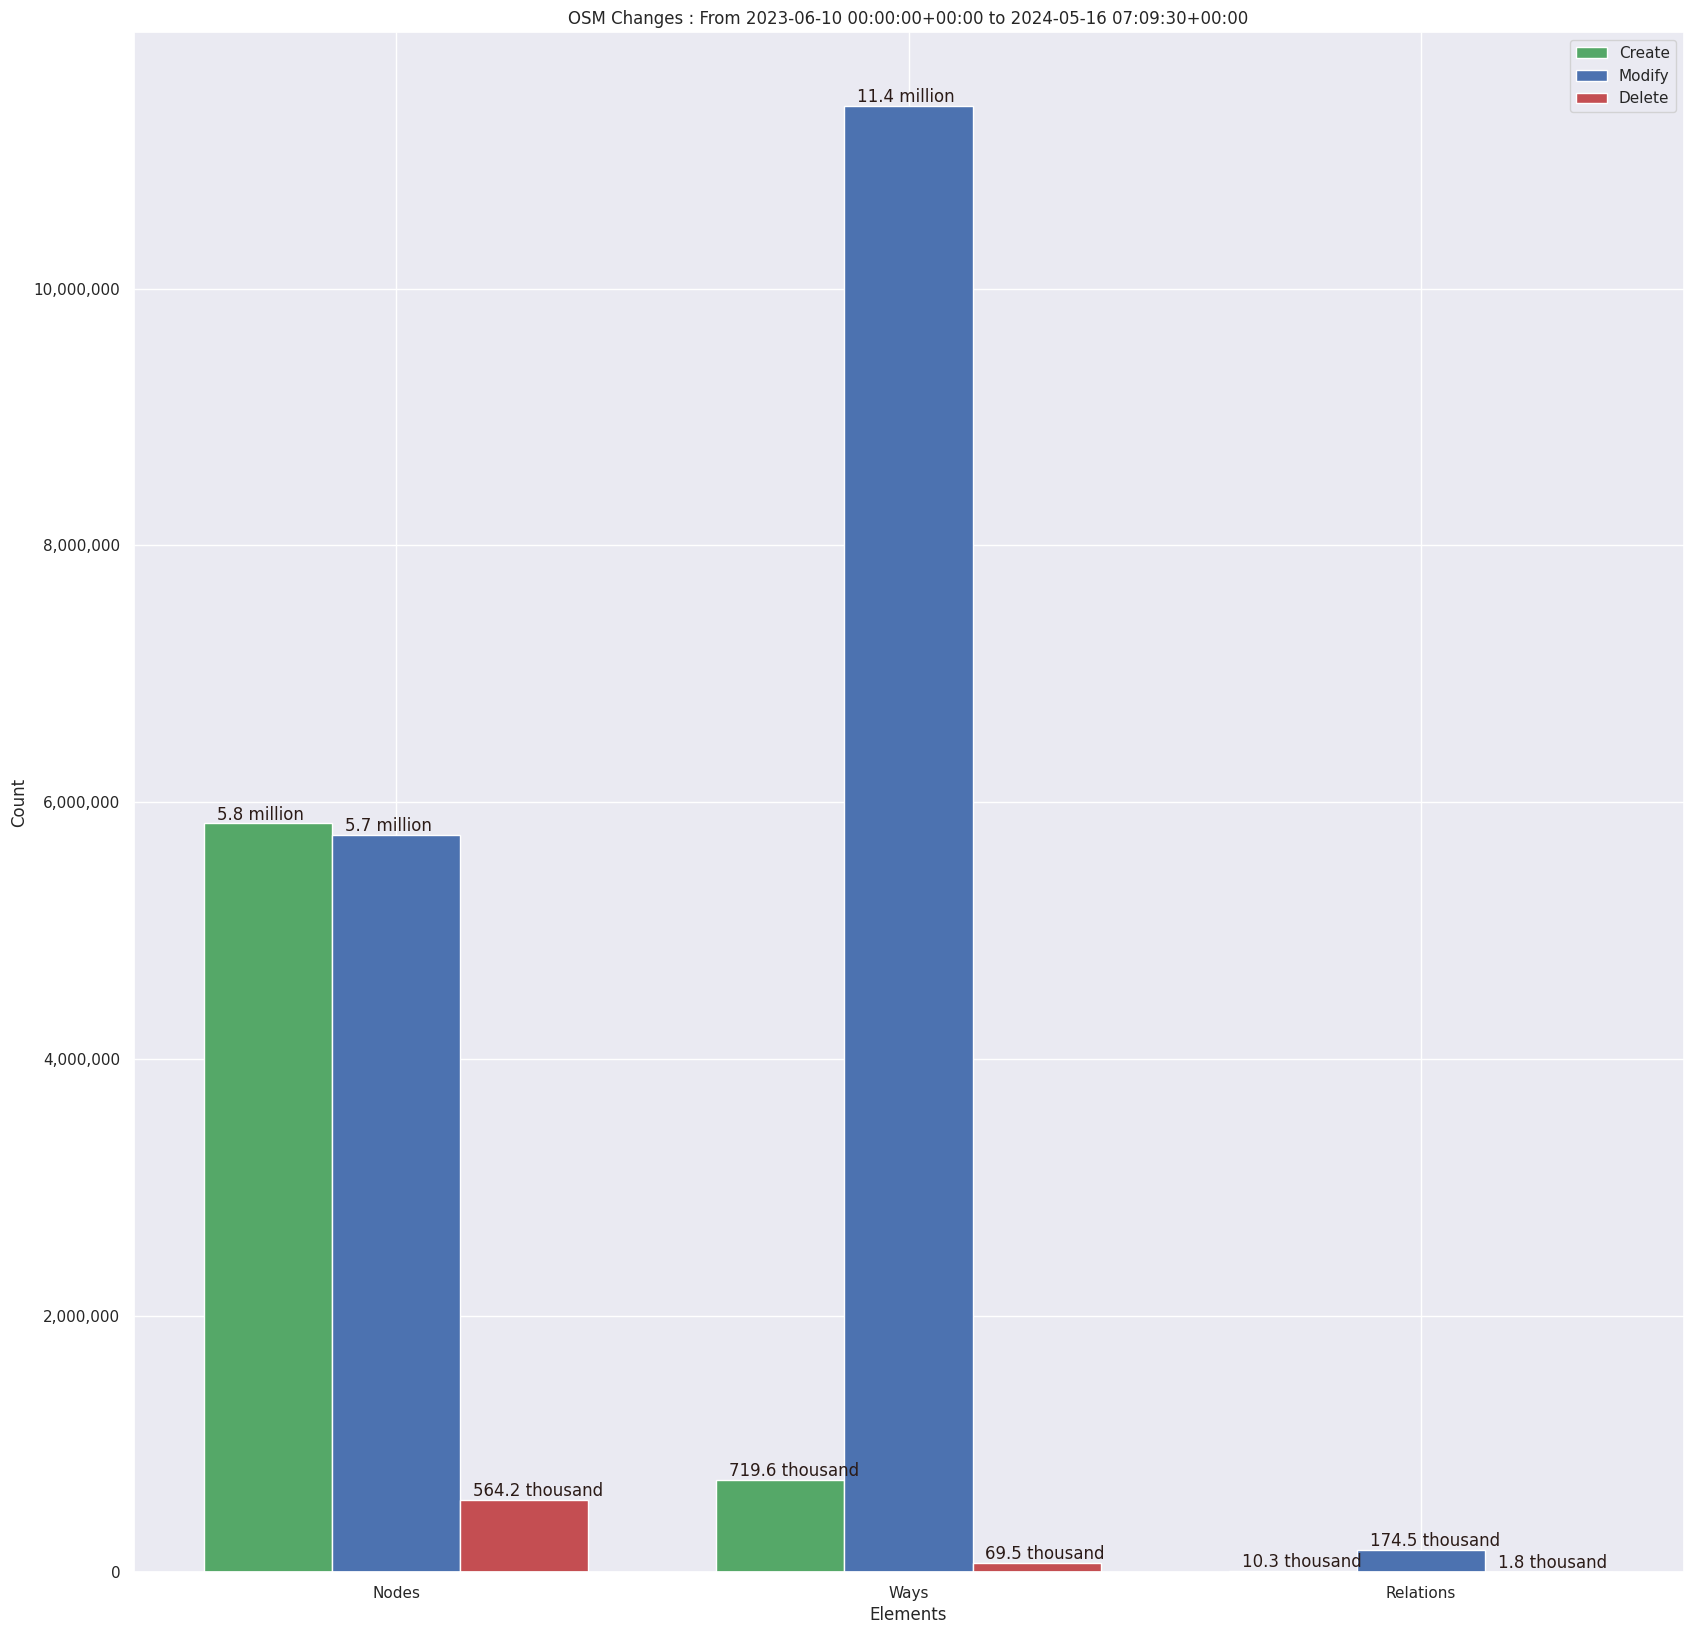 OSM Changes : From 2023-06-10 00:00:00+00:00 to 2024-05-16 07:09:30+00:00
Create
Modify
Delete
11.4 million
10,000,000
8,000,000
6,000,000
5.8 million
5.7 million
Count
4,000,000
2,000,000
719.6 thousand
564.2 thousand
174.5 thousand
69.5 thousand
10.3 thousand
1.8 thousand
0
Nodes
Ways
Relations
Elements